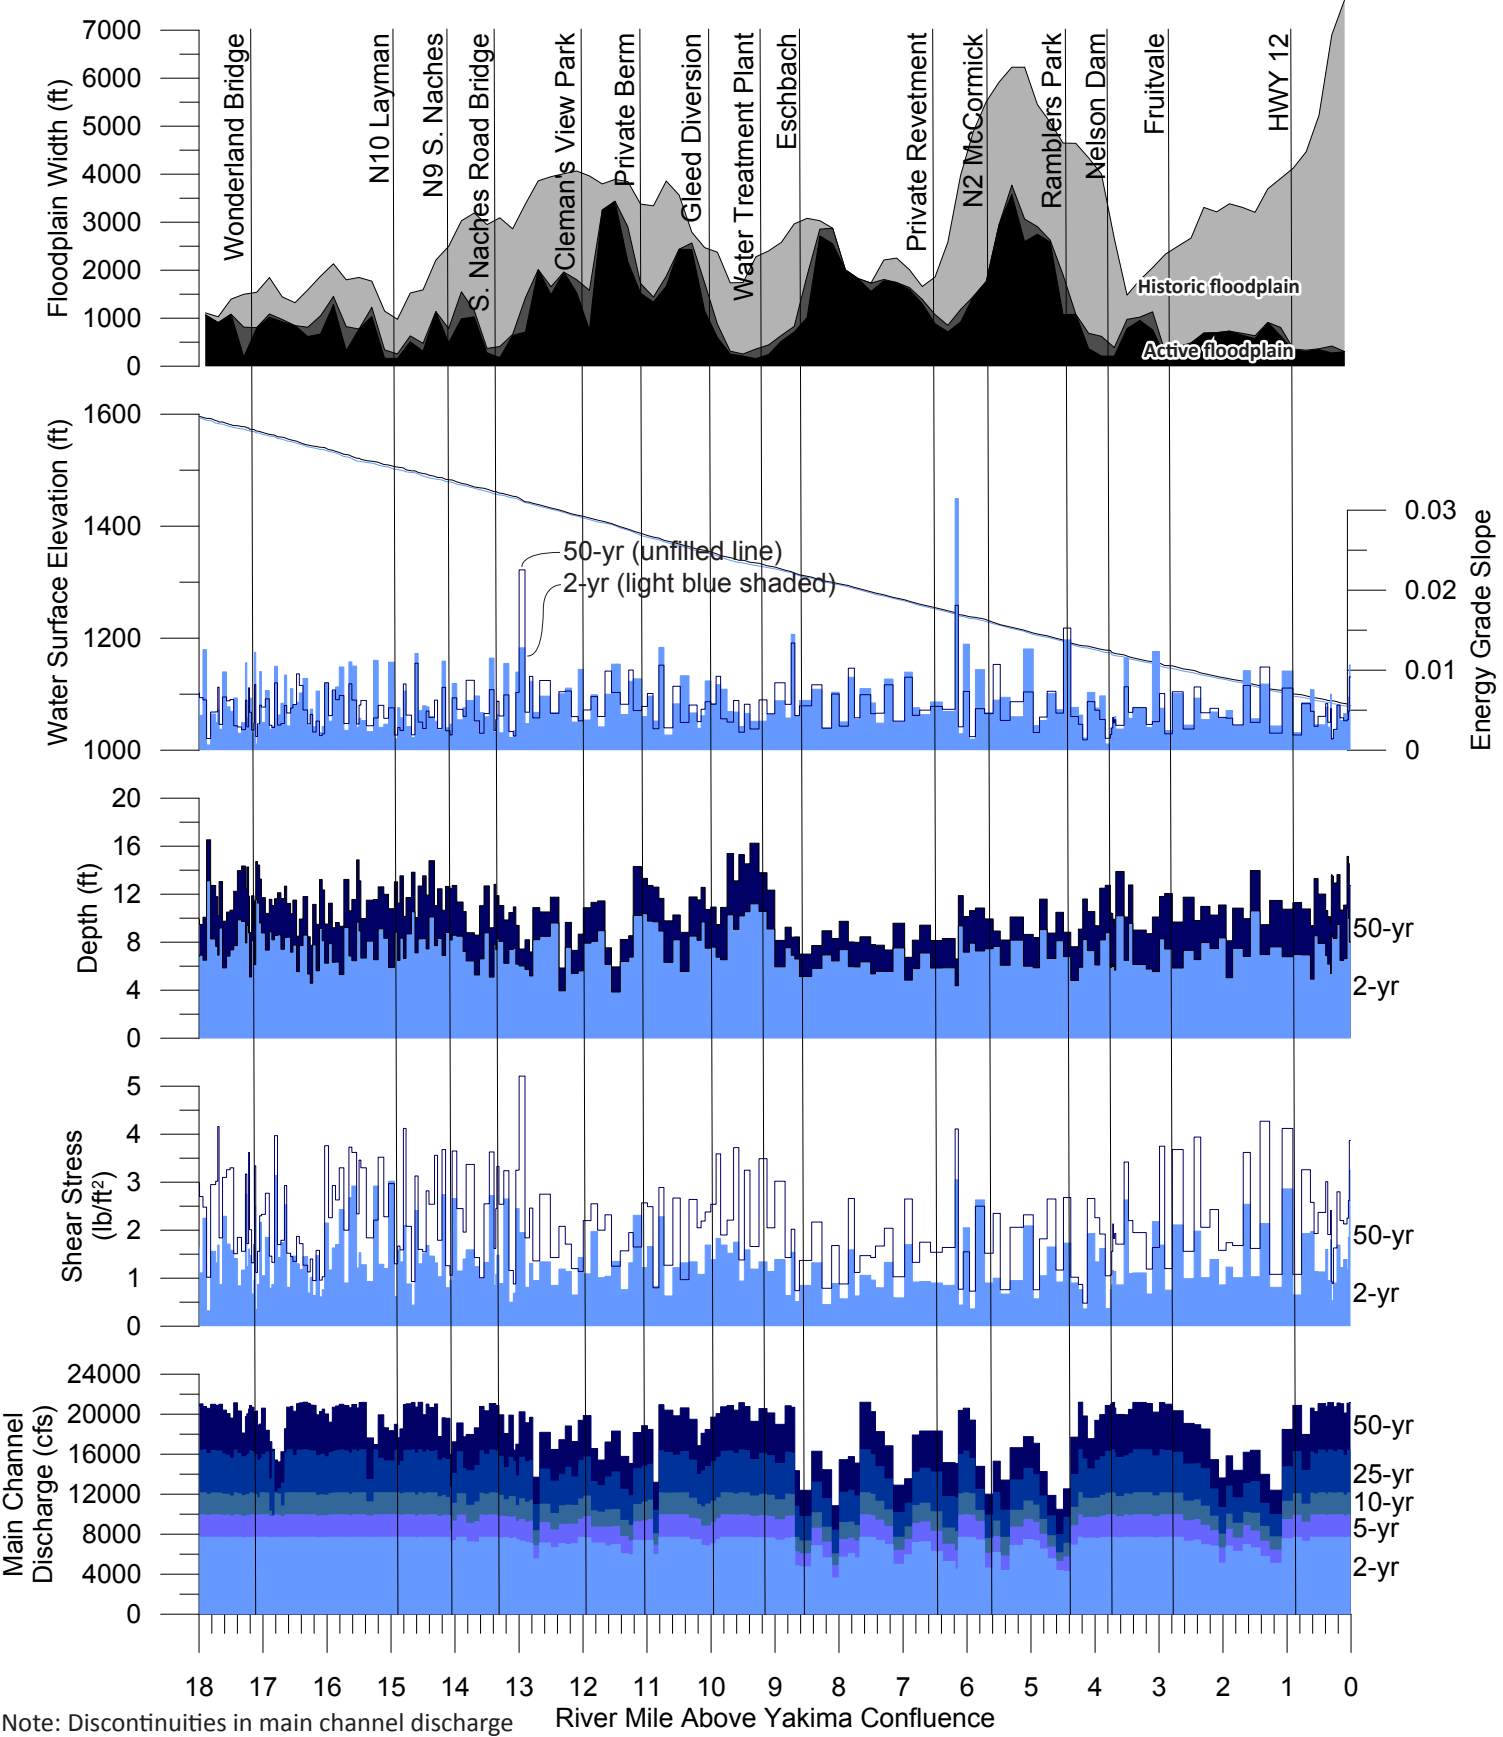 Floodplain Width (ft)
7000
6000
5000
4000
3000
2000
1000
0
Wonderland Bridge
N10 Layman
N9 S. Naches
S. Naches Road Bridge
Cleman's View Park
Private Berm
Gleed Diversion
Water Treatment Plant
Eschbach
Private Revetment
N2 McCormick
Ramblers Park
Nelson Dam
Fruitvale
HWY 12
Historic floodplain
Active floodplain
Water Surface Elevation (ft)
1600
1400
1200
1000
50-yr (unfilled line)
2-yr (light blue shaded)
0.03
0.02
0.01
0
Energy Grade Slope
Depth (ft)
20
16
12
8
4
0
50-yr
2-yr
Shear Stress
(lb/ft²)
5
4
3
2
1
0
50-yr
2-yr
Main Channel
Discharge (cfs)
24000
20000
16000
12000
8000
4000
0
50-yr
25-yr
10-yr
5-yr
2-yr
18 17 16 15 14 13 12 11 10 9 8 7 6 5 4 3 2 1 0
River Mile Above Yakima Confluence
Note: Discontinuities in main channel discharge